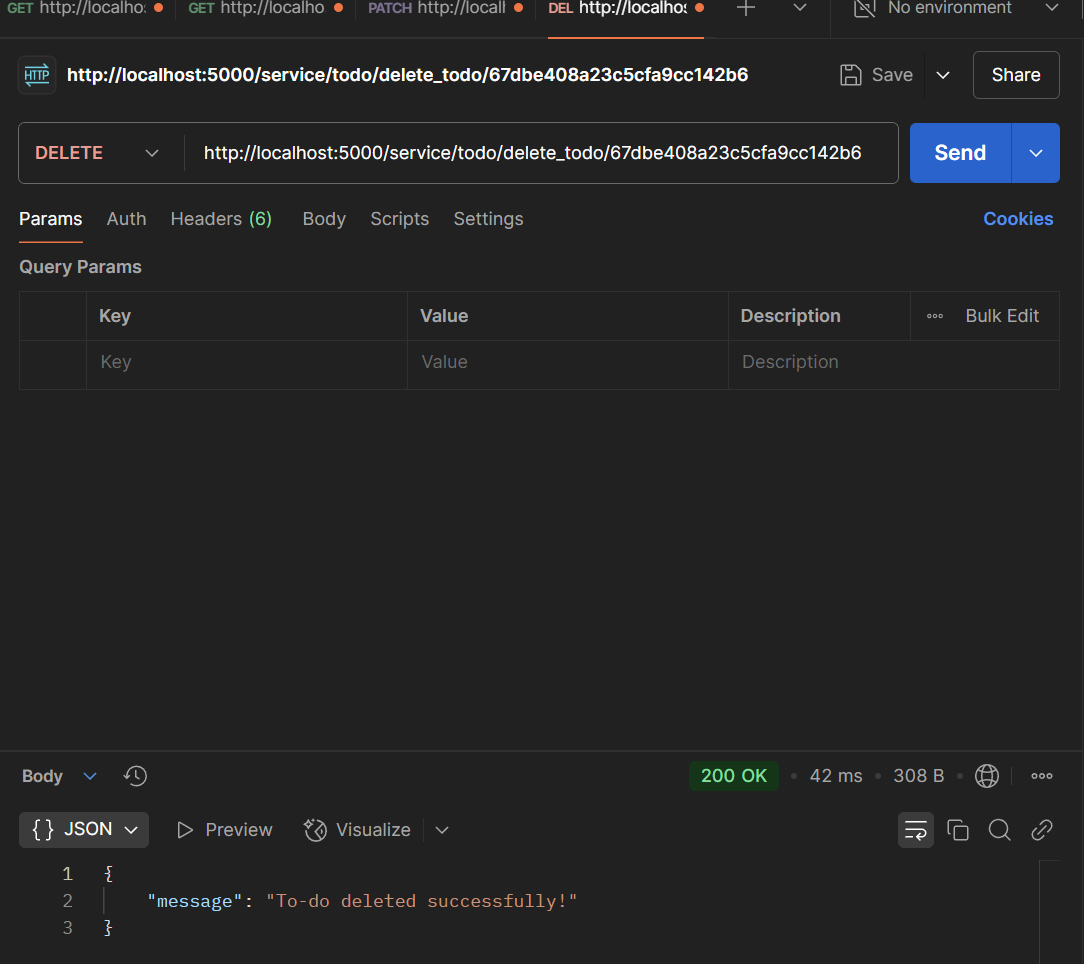 GET http://localho: GET http://localho PATCH http://locall DEL http://localhos No environment
HTTP http://localhost:5000/service/todo/delete_todo/67dbe408a23c5cfa9cc142b6 Save Share
DELETE http://localhost:5000/service/todo/delete_todo/67dbe408a23c5cfa9cc142b6 Send
Params Auth Headers (6) Body Scripts Settings Cookies
Query Params
Key Value Description Bulk Edit
Key Value Description
Body 200 OK 42 ms 308 B
{} JSON Preview Visualize
1 {
2 "message": "To-do deleted successfully!"
3 }